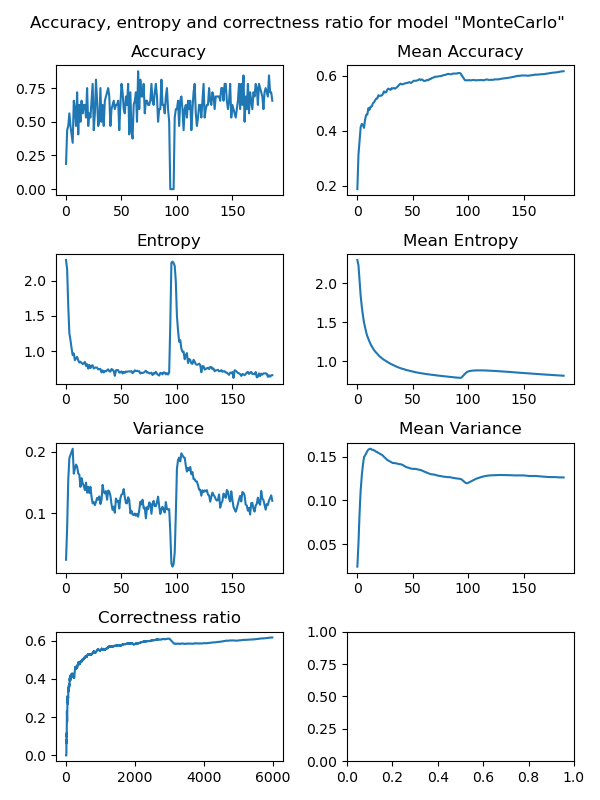 Accuracy, entropy and correctness ratio for model "MonteCarlo"
Accuracy
0.75
0.50
0.25
0.00
0 50 100 150
Mean Accuracy
0.6
0.4
0.2
0 50 100 150
Entropy
2.0
1.5
1.0
0 50 100 150
Mean Entropy
2.0
1.5
1.0
0 50 100 150
Variance
0.2
0.1
0 50 100 150
Mean Variance
0.15
0.10
0.05
0 50 100 150
Correctness ratio
0.6
0.4
0.2
0.0
0 2000 4000 6000
1.00
0.75
0.50
0.25
0.00
0.0 0.2 0.4 0.6 0.8 1.0